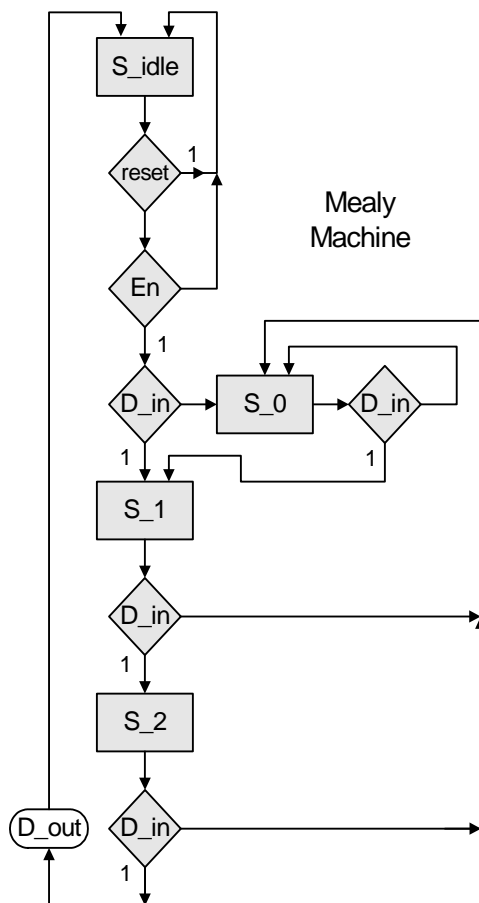 S_idle
reset
1
Mealy
Machine
En
1
D_in
S_0
D_in
1
1
S_1
D_in
1
S_2
D_out
D_in
1